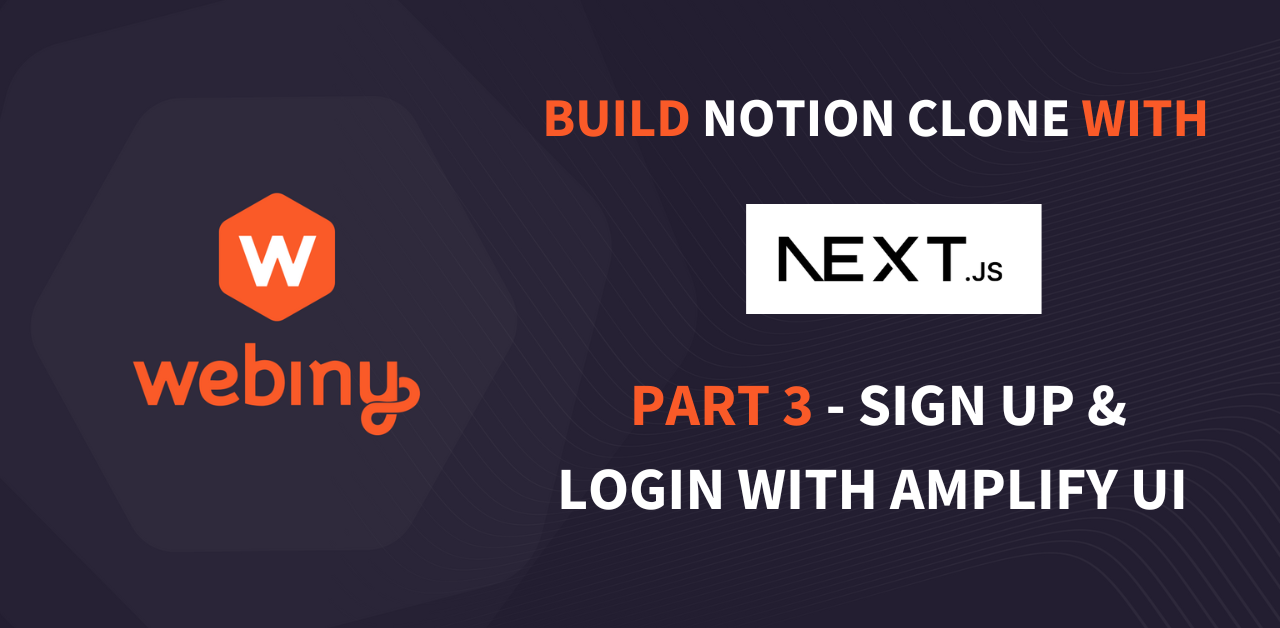 W
webiny
BUILD NOTION CLONE WITH
NEXT.JS
PART 3 - SIGN UP &
LOGIN WITH AMPLIFY UI